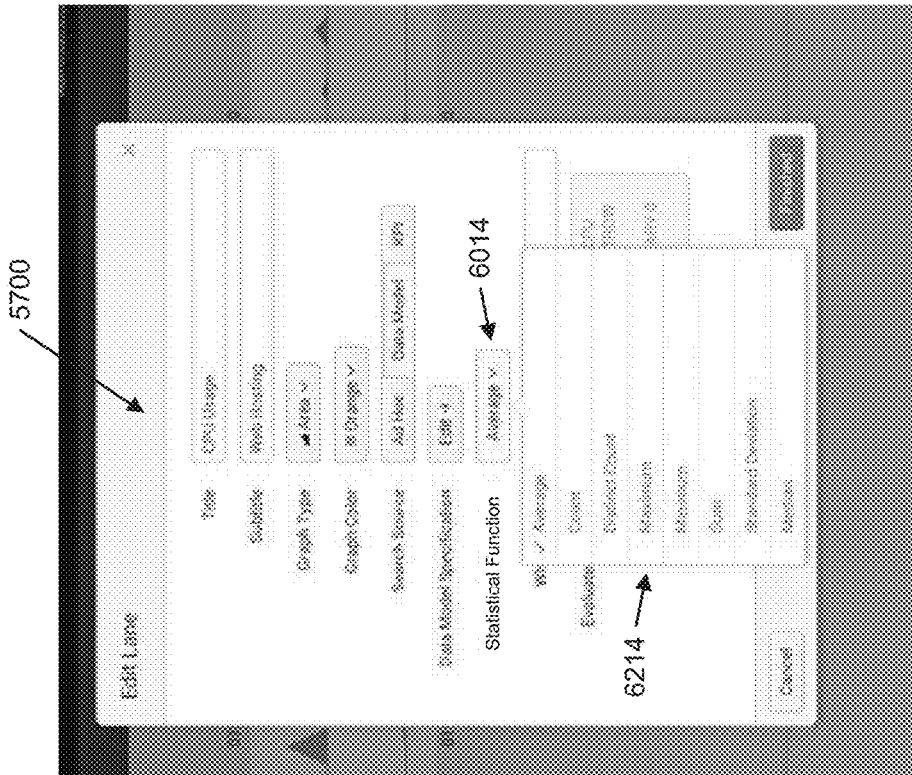 5700
Edit Lane
×
Title CPU Usage
Subtitle Web Hosting
Graph Type Area
Graph Color Orange
Search Source Ad Hoc Data Model KPI
Data Model Specification Edit
Statistical Function Average
6014
✓ Average
Count
Distinct Count
Maximum
Minimum
Sum
Standard Deviation
Median
6214
Evaluate
Cancel